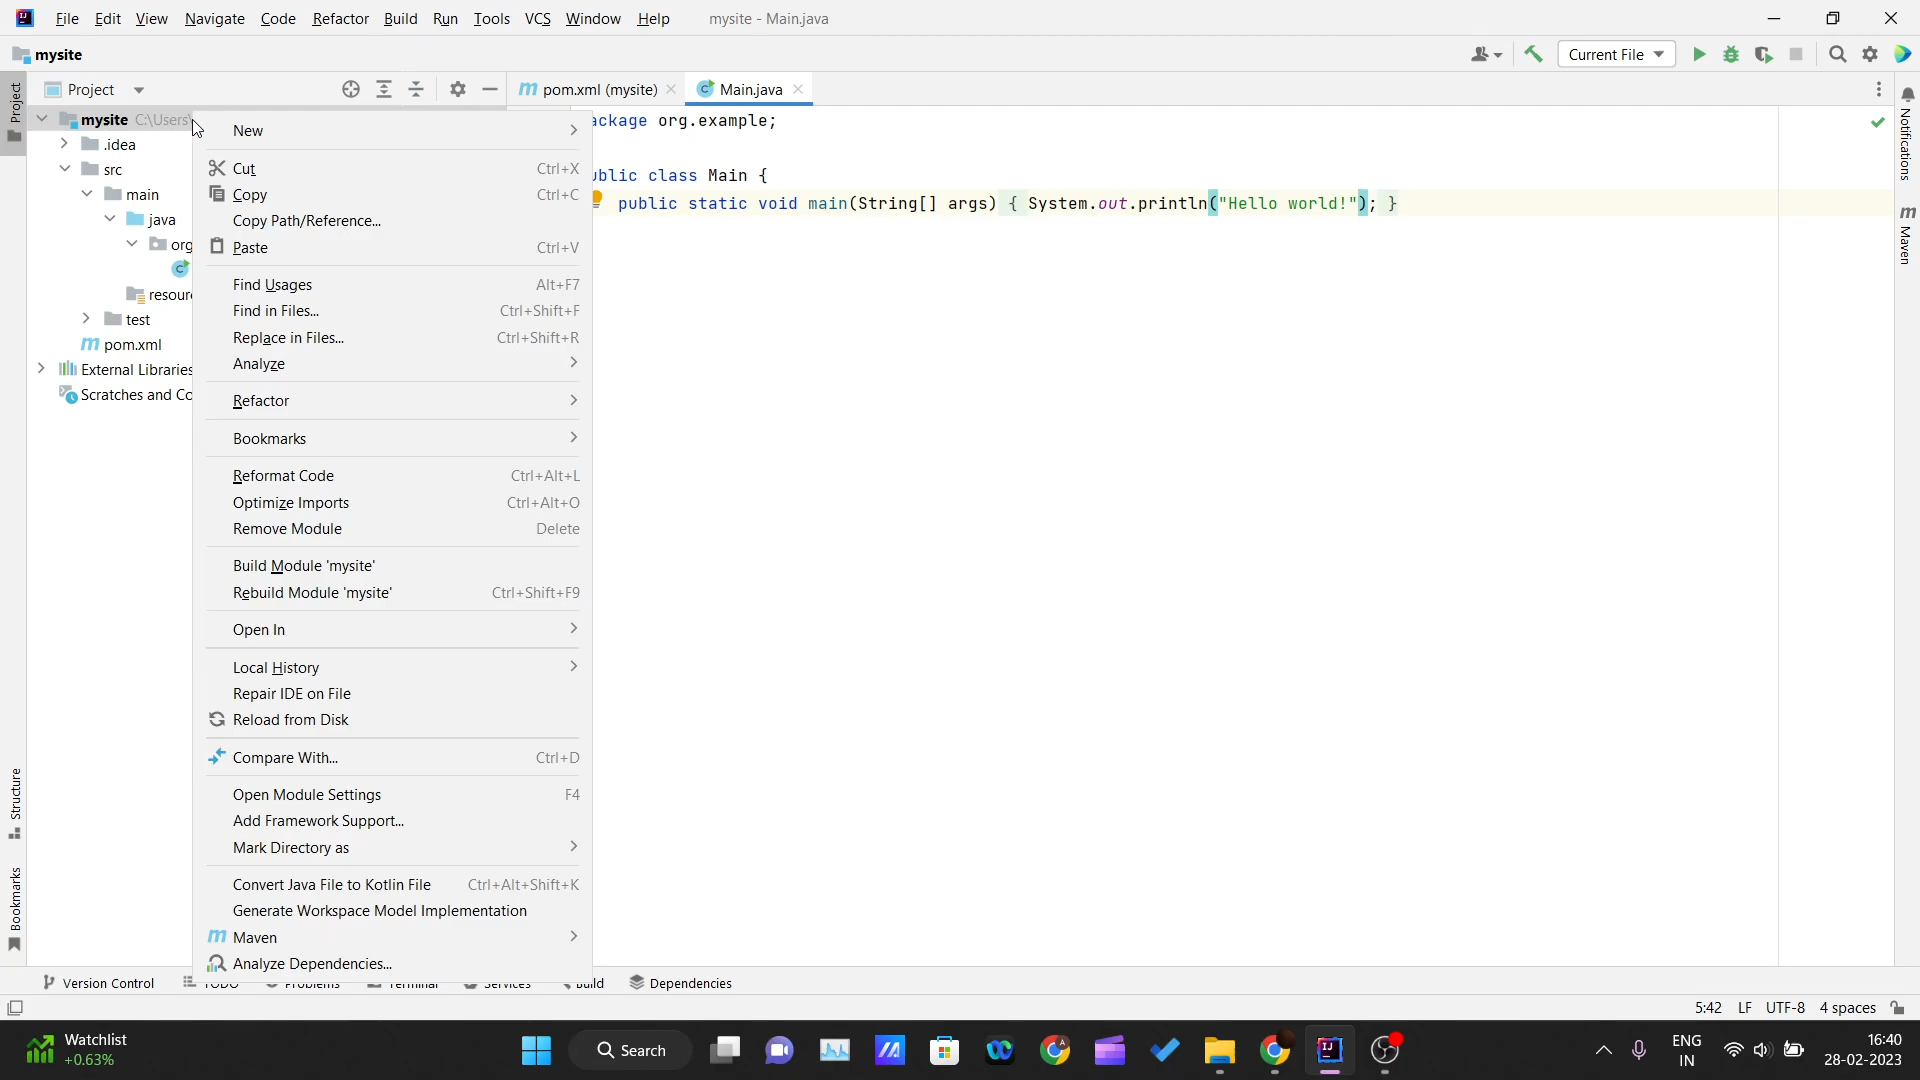 File Edit View Navigate Code Refactor Build Run Tools VCS Window Help mysite - Main.java
mysite
Current File
Project
pom.xml (mysite)
Main.java
Project
mysite C:\Users\
.idea
src
main
java
org
test
pom.xml
External Libraries
Scratches and Co
New
Cut Ctrl+X
Copy Ctrl+C
Copy Path/Reference...
Paste Ctrl+V
Find Usages Alt+F7
Find in Files... Ctrl+Shift+F
Replace in Files... Ctrl+Shift+R
Analyze
Refactor
Bookmarks
Reformat Code Ctrl+Alt+L
Optimize Imports Ctrl+Alt+O
Remove Module Delete
Build Module 'mysite'
Rebuild Module 'mysite' Ctrl+Shift+F9
Open In
Local History
Repair IDE on File
Reload from Disk
Compare With... Ctrl+D
Open Module Settings F4
Add Framework Support...
Mark Directory as
Convert Java File to Kotlin File Ctrl+Alt+Shift+K
Generate Workspace Model Implementation
Maven
Analyze Dependencies...
ackage org.example;
ublic class Main {
public static void main(String[] args) { System.out.println("Hello world!"); }
Notifications
Maven
Structure
Bookmarks
Version Control TODO Problems Terminal Services Build Dependencies
5:42 LF UTF-8 4 spaces
Watchlist
+0.63%
Search
ENG
IN
16:40
28-02-2023